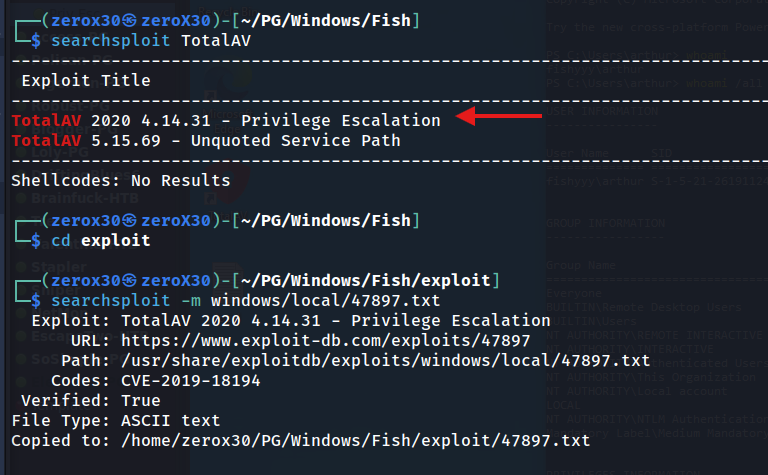 ┌──(zerox30㉿zeroX30)-[~/PG/Windows/Fish]
└─$ searchsploit TotalAV
--------------------------------------------------------------------
Exploit Title
--------------------------------------------------------------------
TotalAV 2020 4.14.31 - Privilege Escalation
TotalAV 5.15.69 - Unquoted Service Path
--------------------------------------------------------------------
Shellcodes: No Results
┌──(zerox30㉿zeroX30)-[~/PG/Windows/Fish]
└─$ cd exploit
┌──(zerox30㉿zeroX30)-[~/PG/Windows/Fish/exploit]
└─$ searchsploit -m windows/local/47897.txt
Exploit: TotalAV 2020 4.14.31 - Privilege Escalation
URL: https://www.exploit-db.com/exploits/47897
Path: /usr/share/exploitdb/exploits/windows/local/47897.txt
Codes: CVE-2019-18194
Verified: True
File Type: ASCII text
Copied to: /home/zerox30/PG/Windows/Fish/exploit/47897.txt